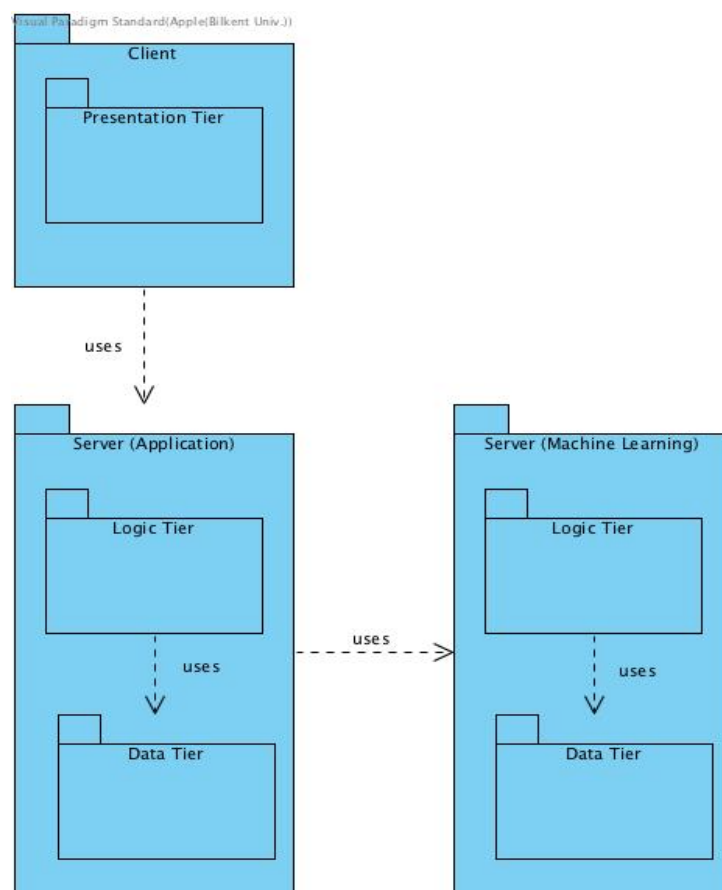 Visual Paradigm Standard(Apple(Bilkent Univ.))
Client
Presentation Tier
uses
Server (Application)
Server (Machine Learning)
Logic Tier
Logic Tier
uses
uses
uses
Data Tier
Data Tier